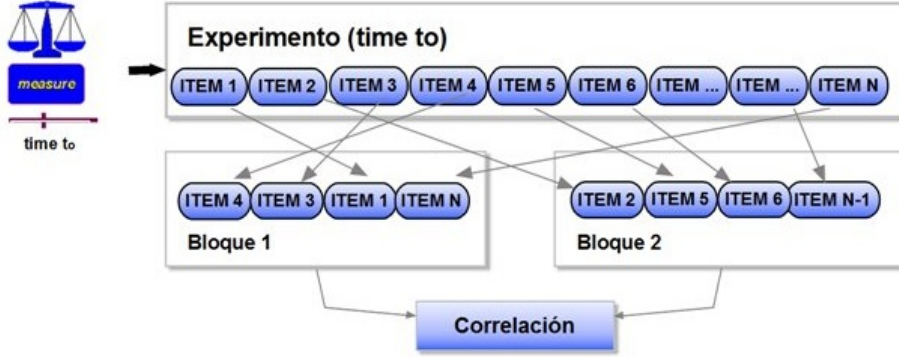 Experimento (time to)
measure
ITEM 1 ITEM 2 ITEM 3 ITEM 4 ITEM 5 ITEM 6 ITEM ... ITEM ... ITEM N
time to
ITEM 4 ITEM 3 ITEM 1 ITEM N
ITEM 2 ITEM 5 ITEM 6 ITEM N-1
Bloque 1
Bloque 2
Correlación